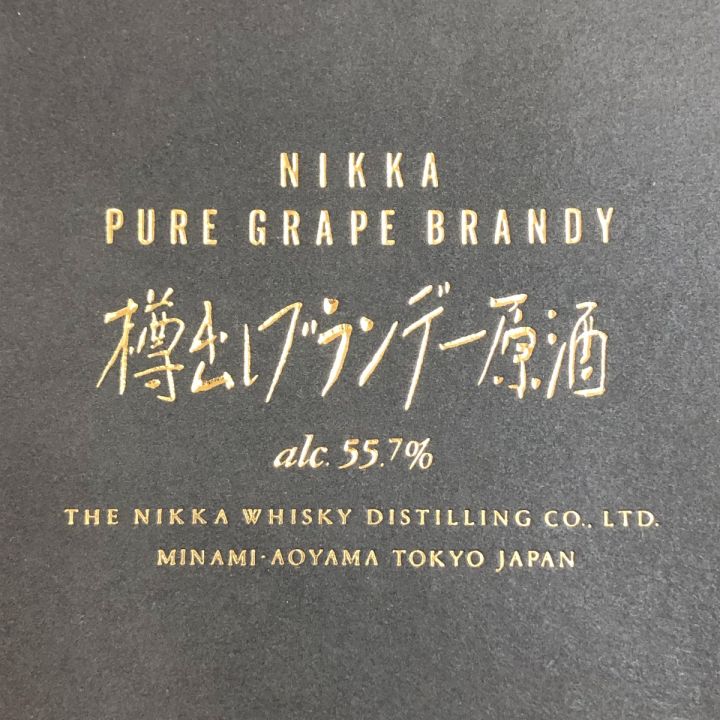 NIKKA
PURE GRAPE BRANDY
樽出しブランデー原酒
alc. 55.7%
THE NIKKA WHISKY DISTILLING CO., LTD.
MINAMI-AOYAMA TOKYO JAPAN